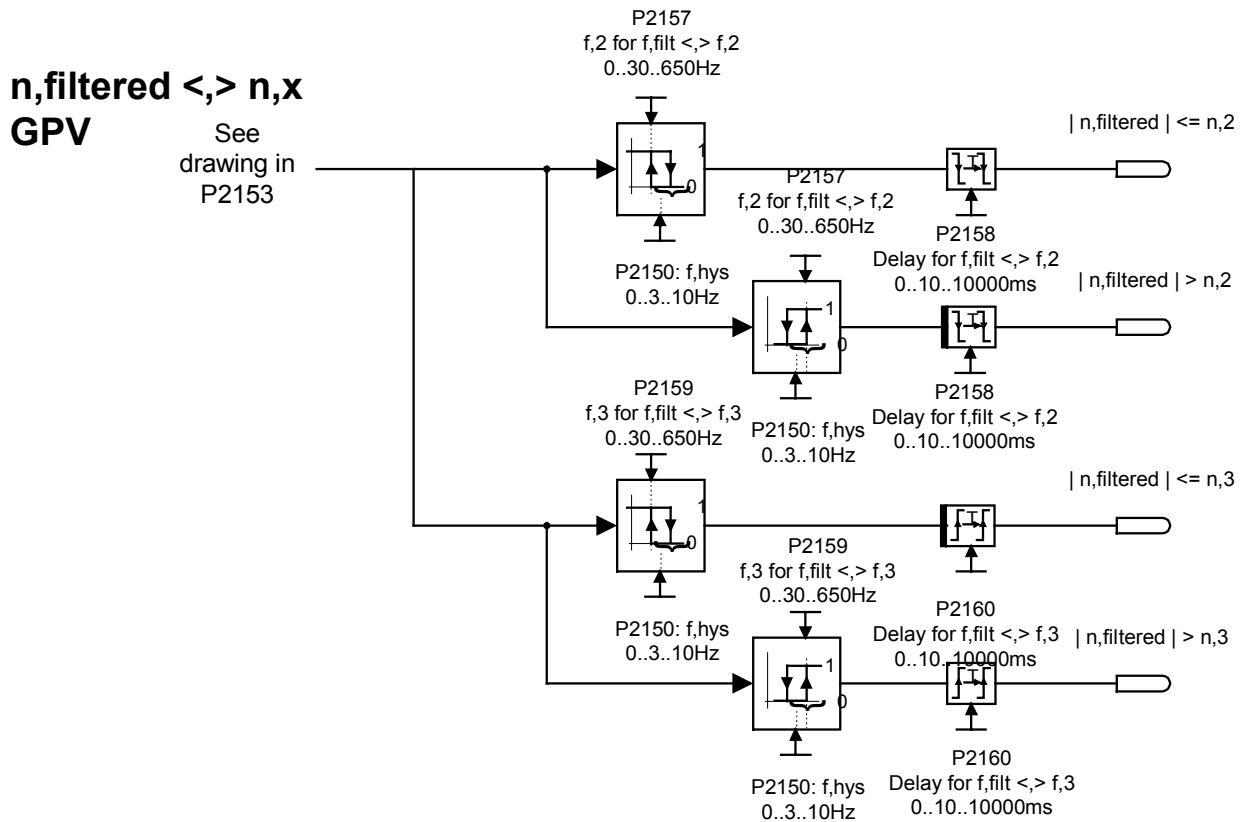 P2157
f,2 for f,filt <,> f,2
0..30..650Hz
n,filtered <,> n,x
GPV
See
drawing in
P2153
| n,filtered | <= n,2
1
0
P2157
f,2 for f,filt <,> f,2
0..30..650Hz
T
P2158
Delay for f,filt <,> f,2
0..10..10000ms
P2150: f,hys
0..3..10Hz
| n,filtered | > n,2
1
0
T
P2159
f,3 for f,filt <,> f,3
0..30..650Hz
P2158
Delay for f,filt <,> f,2
0..10..10000ms
P2150: f,hys
0..3..10Hz
| n,filtered | <= n,3
1
0
T
P2159
f,3 for f,filt <,> f,3
0..30..650Hz
P2150: f,hys
0..3..10Hz
P2160
Delay for f,filt <,> f,3
0..10..10000ms
| n,filtered | > n,3
1
0
T
P2160
Delay for f,filt <,> f,3
0..10..10000ms
P2150: f,hys
0..3..10Hz